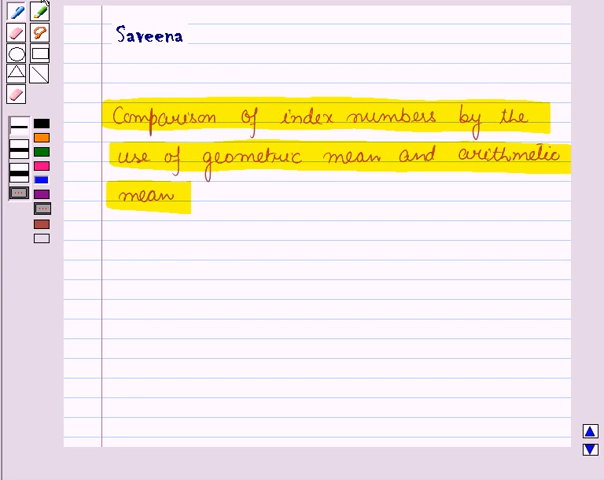 Saveena
Comparison of index numbers by the
use of geometric mean and arithmetic
mean